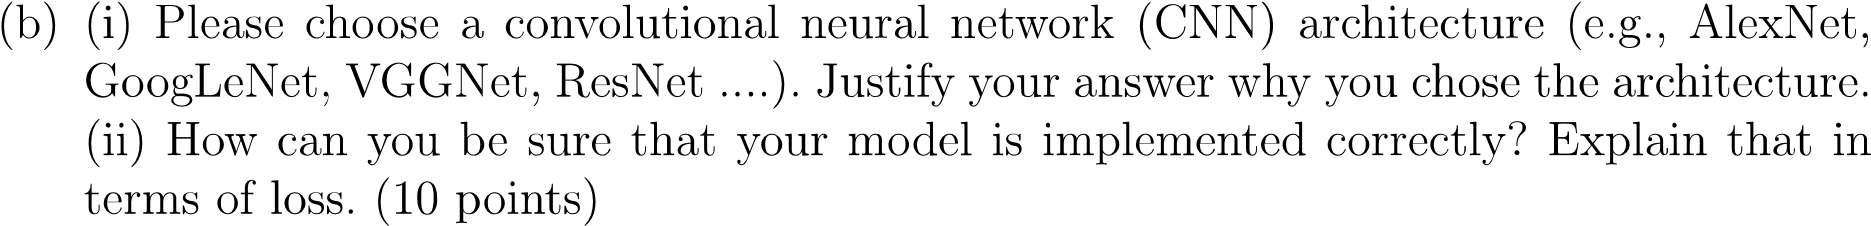 (b) (i) Please choose a convolutional neural network (CNN) architecture (e.g., AlexNet,
GoogLeNet, VGGNet, ResNet ....). Justify your answer why you chose the architecture.
(ii) How can you be sure that your model is implemented correctly? Explain that in
terms of loss. (10 points)